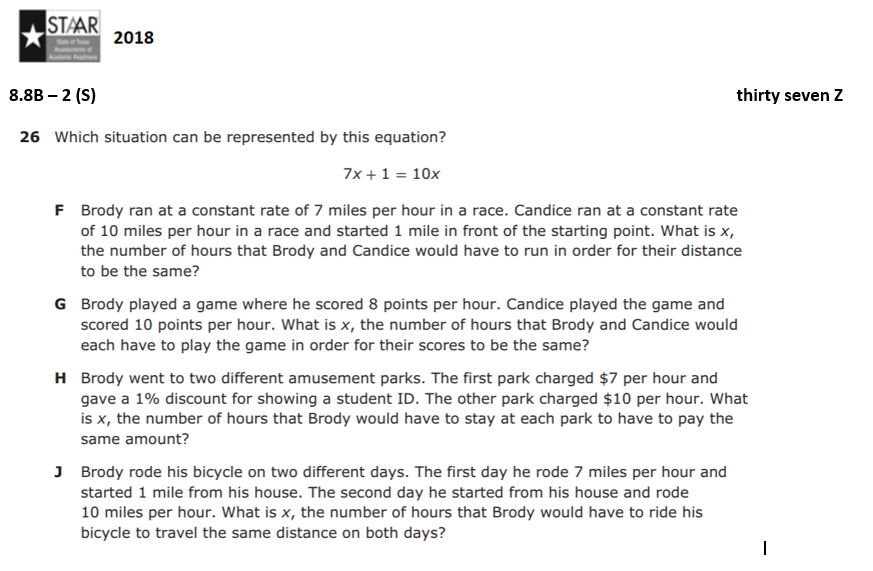 STAAR
State of Texas
Assessments of
Academic Readiness
2018
8.8B – 2 (S)
thirty seven Z
26 Which situation can be represented by this equation?
7x + 1 = 10x
F Brody ran at a constant rate of 7 miles per hour in a race. Candice ran at a constant rate
of 10 miles per hour in a race and started 1 mile in front of the starting point. What is x,
the number of hours that Brody and Candice would have to run in order for their distance
to be the same?
G Brody played a game where he scored 8 points per hour. Candice played the game and
scored 10 points per hour. What is x, the number of hours that Brody and Candice would
each have to play the game in order for their scores to be the same?
H Brody went to two different amusement parks. The first park charged $7 per hour and
gave a 1% discount for showing a student ID. The other park charged $10 per hour. What
is x, the number of hours that Brody would have to stay at each park to have to pay the
same amount?
J Brody rode his bicycle on two different days. The first day he rode 7 miles per hour and
started 1 mile from his house. The second day he started from his house and rode
10 miles per hour. What is x, the number of hours that Brody would have to ride his
bicycle to travel the same distance on both days?